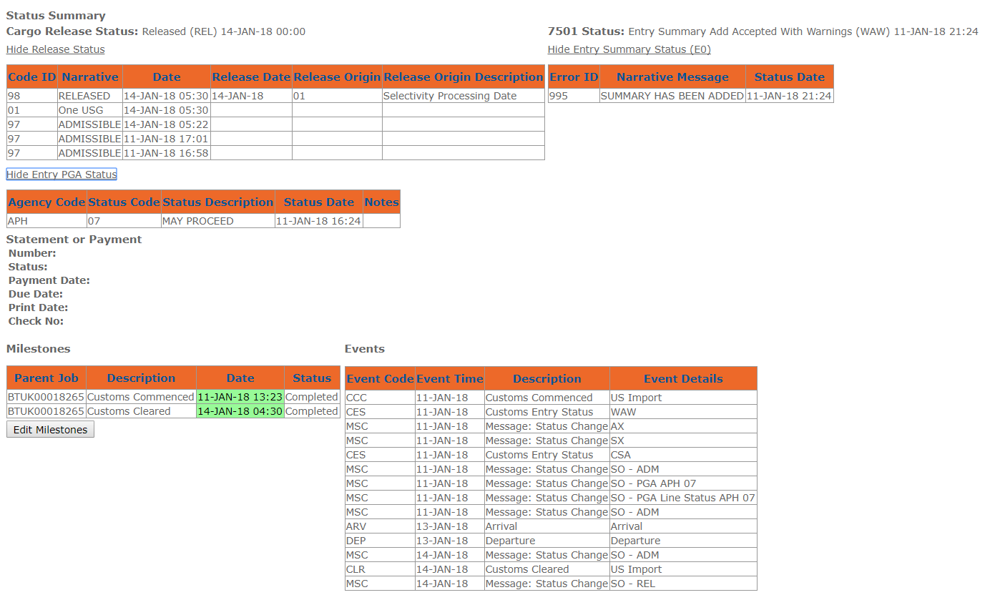 Status Summary
Cargo Release Status: Released (REL) 14-JAN-18 00:00
7501 Status: Entry Summary Add Accepted With Warnings (WAW) 11-JAN-18 21:24
Hide Release Status
Hide Entry Summary Status (E0)
Code ID Narrative Date Release Date Release Origin Release Origin Description
98 RELEASED 14-JAN-18 05:30 14-JAN-18 01 Selectivity Processing Date
01 One USG 14-JAN-18 05:30
97 ADMISSIBLE 14-JAN-18 05:22
97 ADMISSIBLE 11-JAN-18 17:01
97 ADMISSIBLE 11-JAN-18 16:58
Error ID Narrative Message Status Date
995 SUMMARY HAS BEEN ADDED 11-JAN-18 21:24
Hide Entry PGA Status
Agency Code Status Code Status Description Status Date Notes
APH 07 MAY PROCEED 11-JAN-18 16:24
Statement or Payment
Number:
Status:
Payment Date:
Due Date:
Print Date:
Check No:
Milestones
Parent Job Description Date Status
BTUK00018265 Customs Commenced 11-JAN-18 13:23 Completed
BTUK00018265 Customs Cleared 14-JAN-18 04:30 Completed
Edit Milestones
Events
Event Code Event Time Description Event Details
CCC 11-JAN-18 Customs Commenced US Import
CES 11-JAN-18 Customs Entry Status WAW
MSC 11-JAN-18 Message: Status Change AX
MSC 11-JAN-18 Message: Status Change SX
CES 11-JAN-18 Customs Entry Status CSA
MSC 11-JAN-18 Message: Status Change SO - ADM
MSC 11-JAN-18 Message: Status Change SO - PGA APH 07
MSC 11-JAN-18 Message: Status Change SO - PGA Line Status APH 07
MSC 11-JAN-18 Message: Status Change SO - ADM
ARV 13-JAN-18 Arrival Arrival
DEP 13-JAN-18 Departure Departure
MSC 14-JAN-18 Message: Status Change SO - ADM
CLR 14-JAN-18 Customs Cleared US Import
MSC 14-JAN-18 Message: Status Change SO - REL